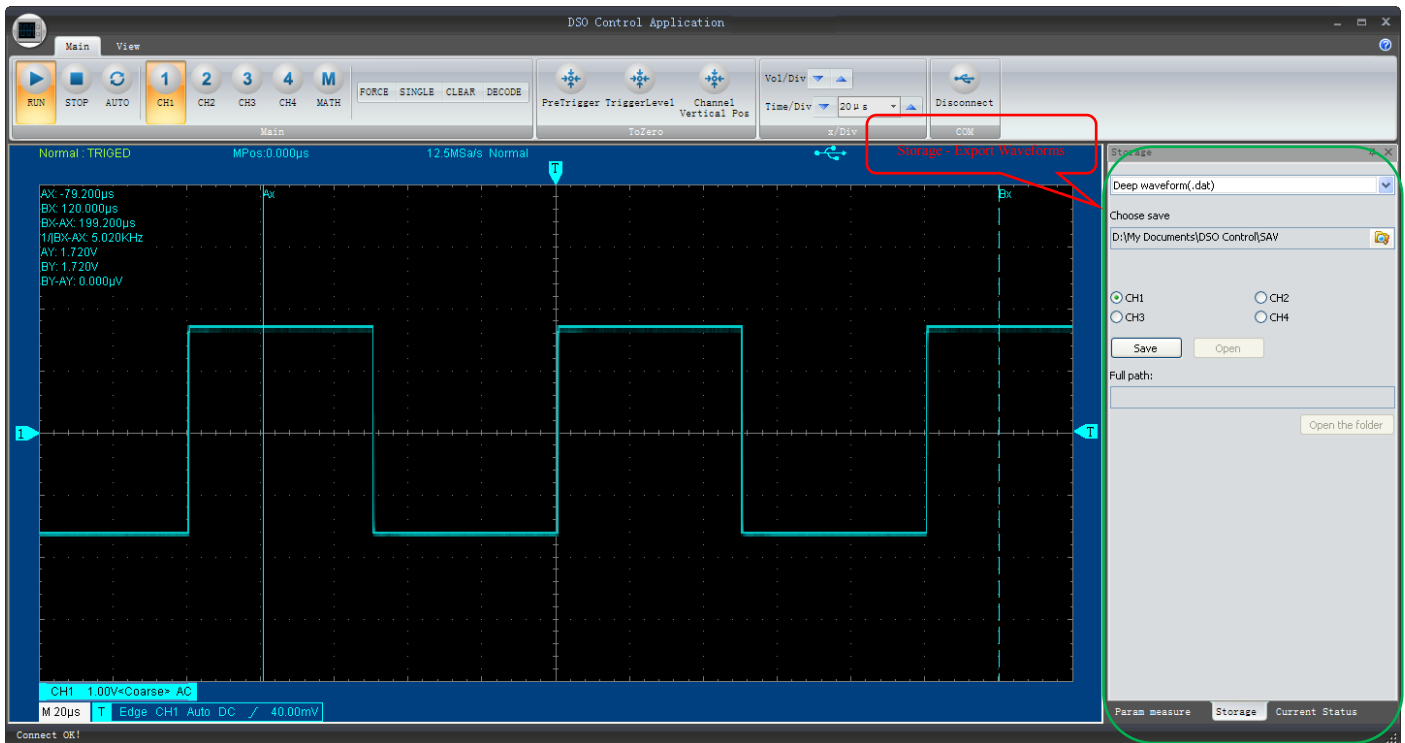 DSO Control Application
Main View
1 2 3 4 M
RUN STOP AUTO CH1 CH2 CH3 CH4 MATH
FORCE SINGLE CLEAR DECODE
PreTrigger TriggerLevel Channel Vertical Pos
Vol/Div
Time/Div 20μs
Disconnect
Main ToZero x/Div COM
Normal : TRIGED MPos:0.000μs 12.5MSa/s Normal
T
Storage - Export Waveforms
AX: -79.200μs
BX: 120.000μs
BX-AX: 199.200μs
1/|BX-AX: 5.020KHz
AY: 1.720V
BY: 1.720V
BY-AY: 0.000μV
Ax
Bx
1
T
CH1 1.00V<Coarse> AC
M 20μs T Edge CH1 Auto DC 40.00mV
Connect OK!
Storage
Deep waveform(.dat)
Choose save
D:\My Documents\DSO Control\SAV
CH1 CH2
CH3 CH4
Save Open
Full path:
Open the folder
Param measure Storage Current Status